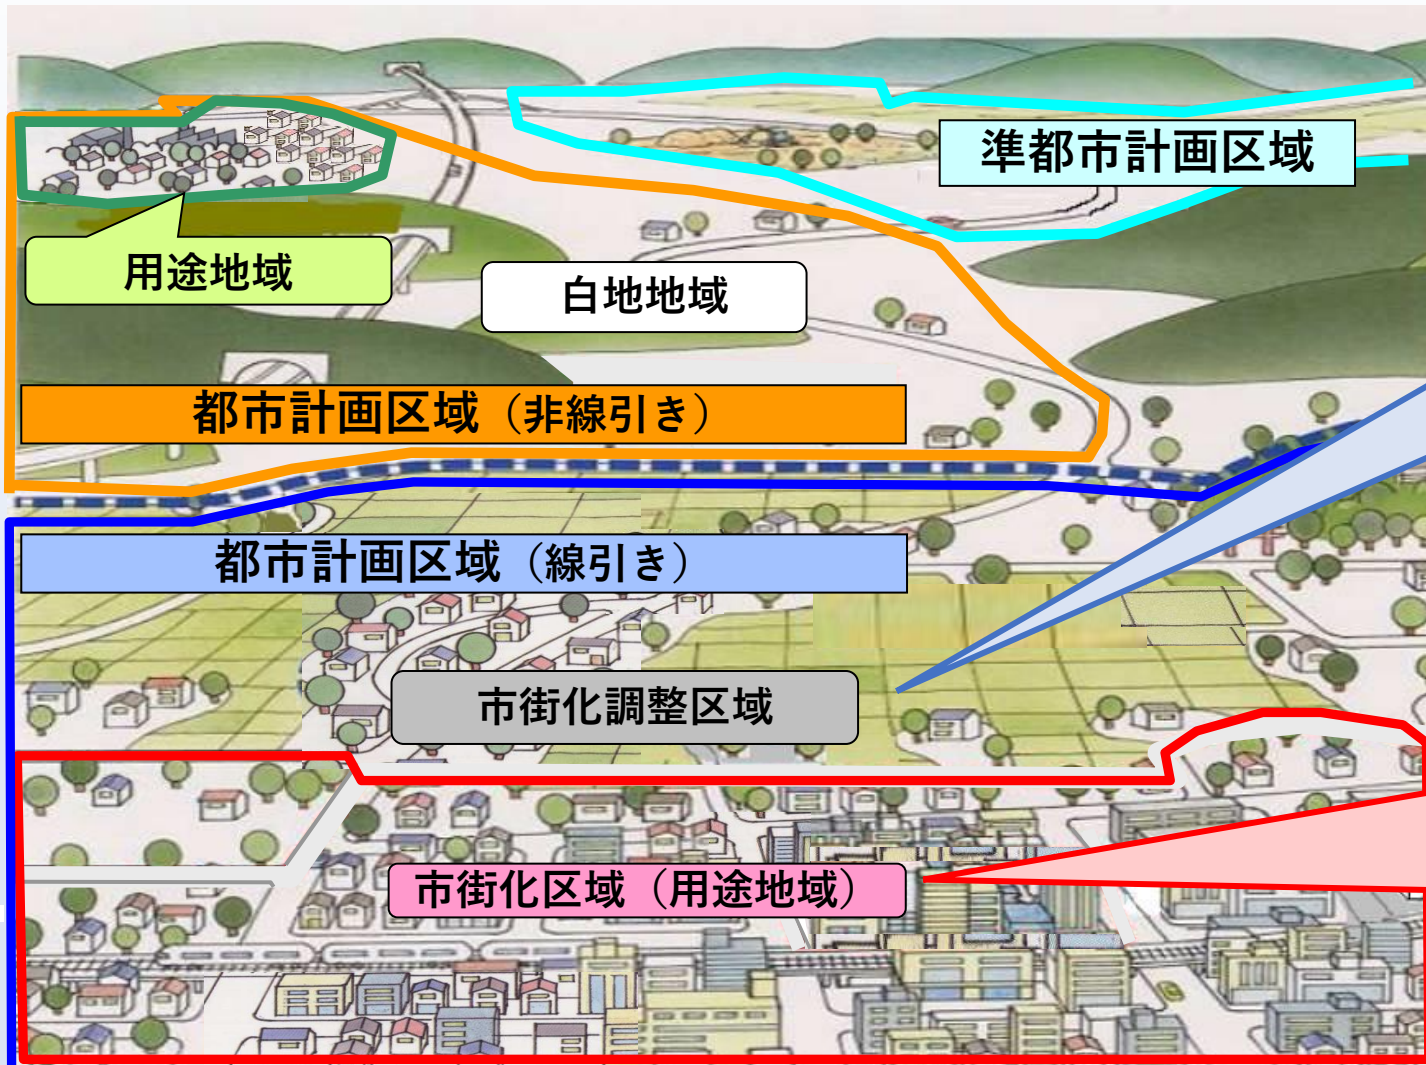 準都市計画区域
用途地域
白地地域
都市計画区域（非線引き）
都市計画区域（線引き）
市街化調整区域
市街化区域（用途地域）